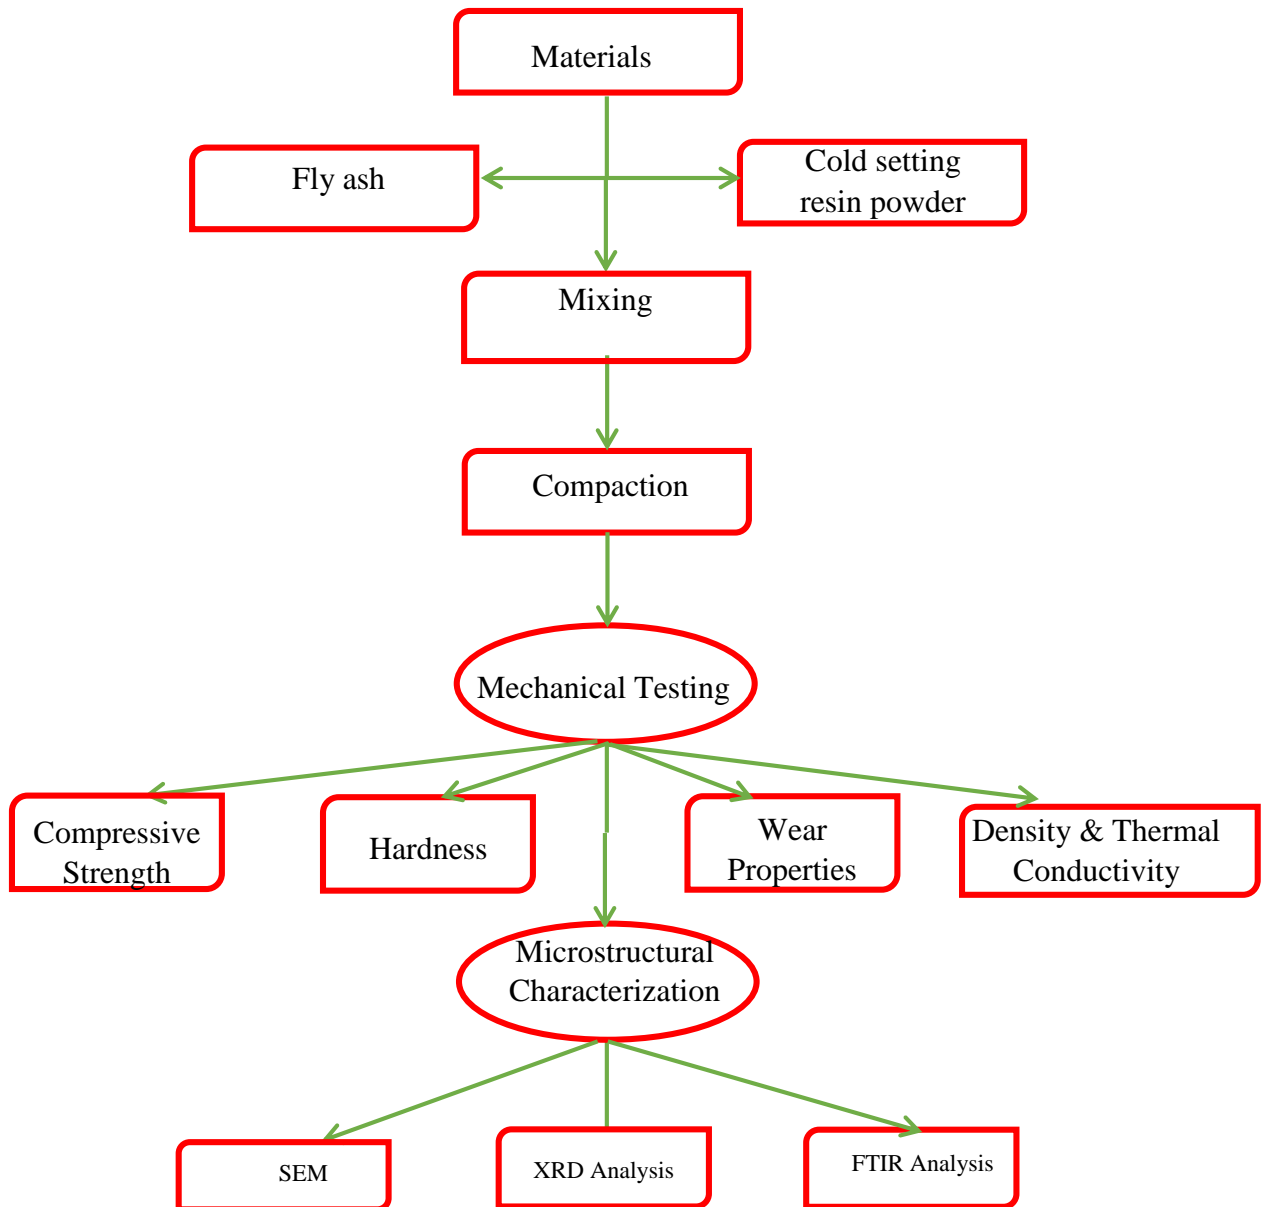 Materials
Fly ash
Cold setting
resin powder
Mixing
Compaction
Mechanical Testing
Compressive
Strength
Hardness
Wear
Properties
Density & Thermal
Conductivity
Microstructural
Characterization
SEM
XRD Analysis
FTIR Analysis